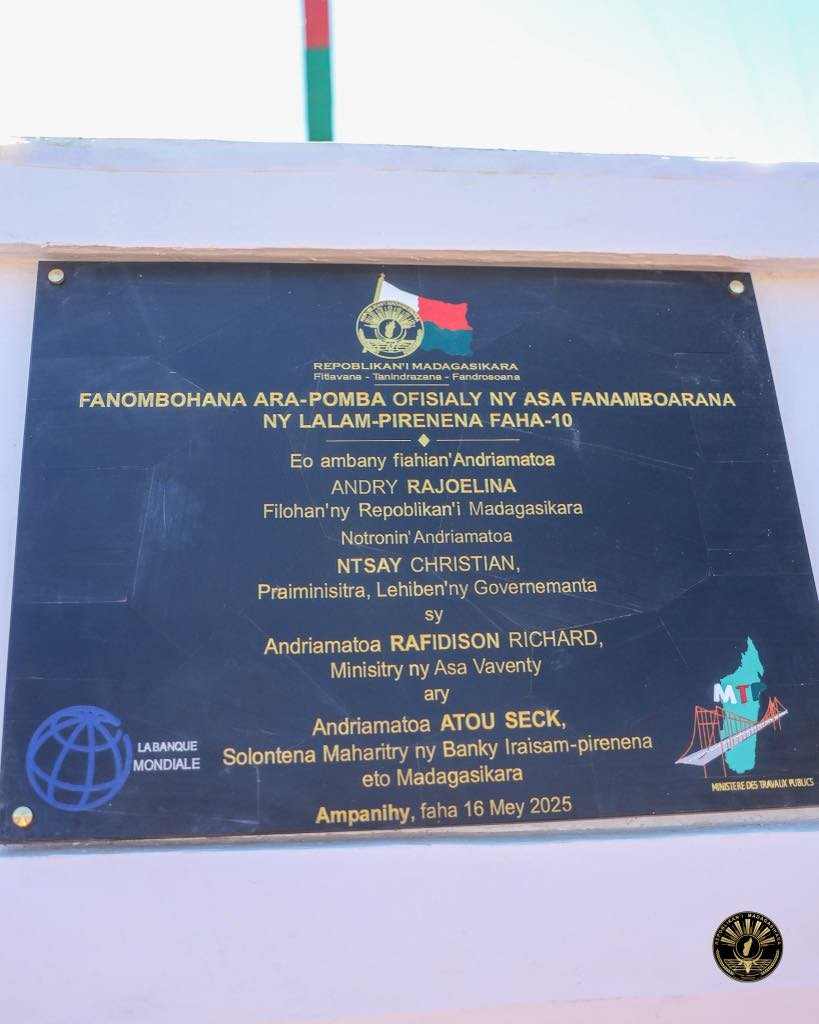 REPOBLIKAN'I MADAGASIKARA
Fitiavana - Tanindrazana - Fandrosoana
FANOMBOHANA ARA-POMBA OFISIALY NY ASA FANAMBOARANA
NY LALAM-PIRENENA FAHA-10
Eo ambany fiahian'Andriamatoa
ANDRY RAJOELINA
Filohan'ny Repoblikan'i Madagasikara
Notronin'Andriamatoa
NTSAY CHRISTIAN,
Praiminisitra, Lehiben'ny Governemanta
sy
Andriamatoa RAFIDISON RICHARD,
Minisitry ny Asa Vaventy
ary
Andriamatoa ATOU SECK,
Solontena Maharitry ny Banky Iraisam-pirenena
eto Madagasikara
Ampanihy, faha 16 Mey 2025
LA BANQUE
MONDIALE
MTP
MINISTERE DES TRAVAUX PUBLICS